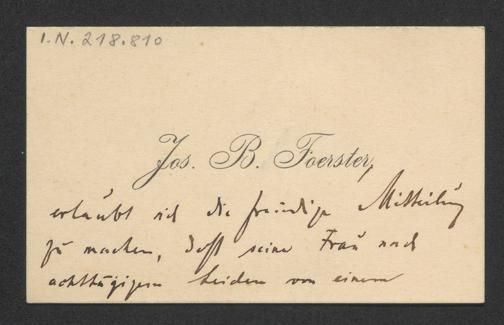 I.N. 218.810
Jos. B. Foerster,
erlaubt sich die freudige Mitteilung
zu machen, daß seine Frau nach
achttägigem Leiden von einem